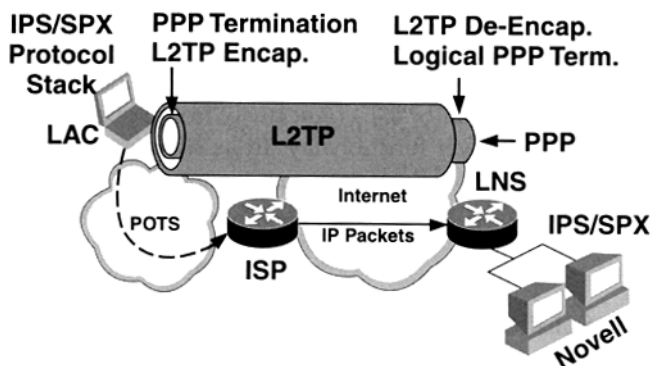 IPS/SPX
Protocol
Stack
PPP Termination
L2TP Encap.
L2TP De-Encap.
Logical PPP Term.
LAC
L2TP
PPP
Internet
LNS
POTS
IP Packets
IPS/SPX
ISP
Novell